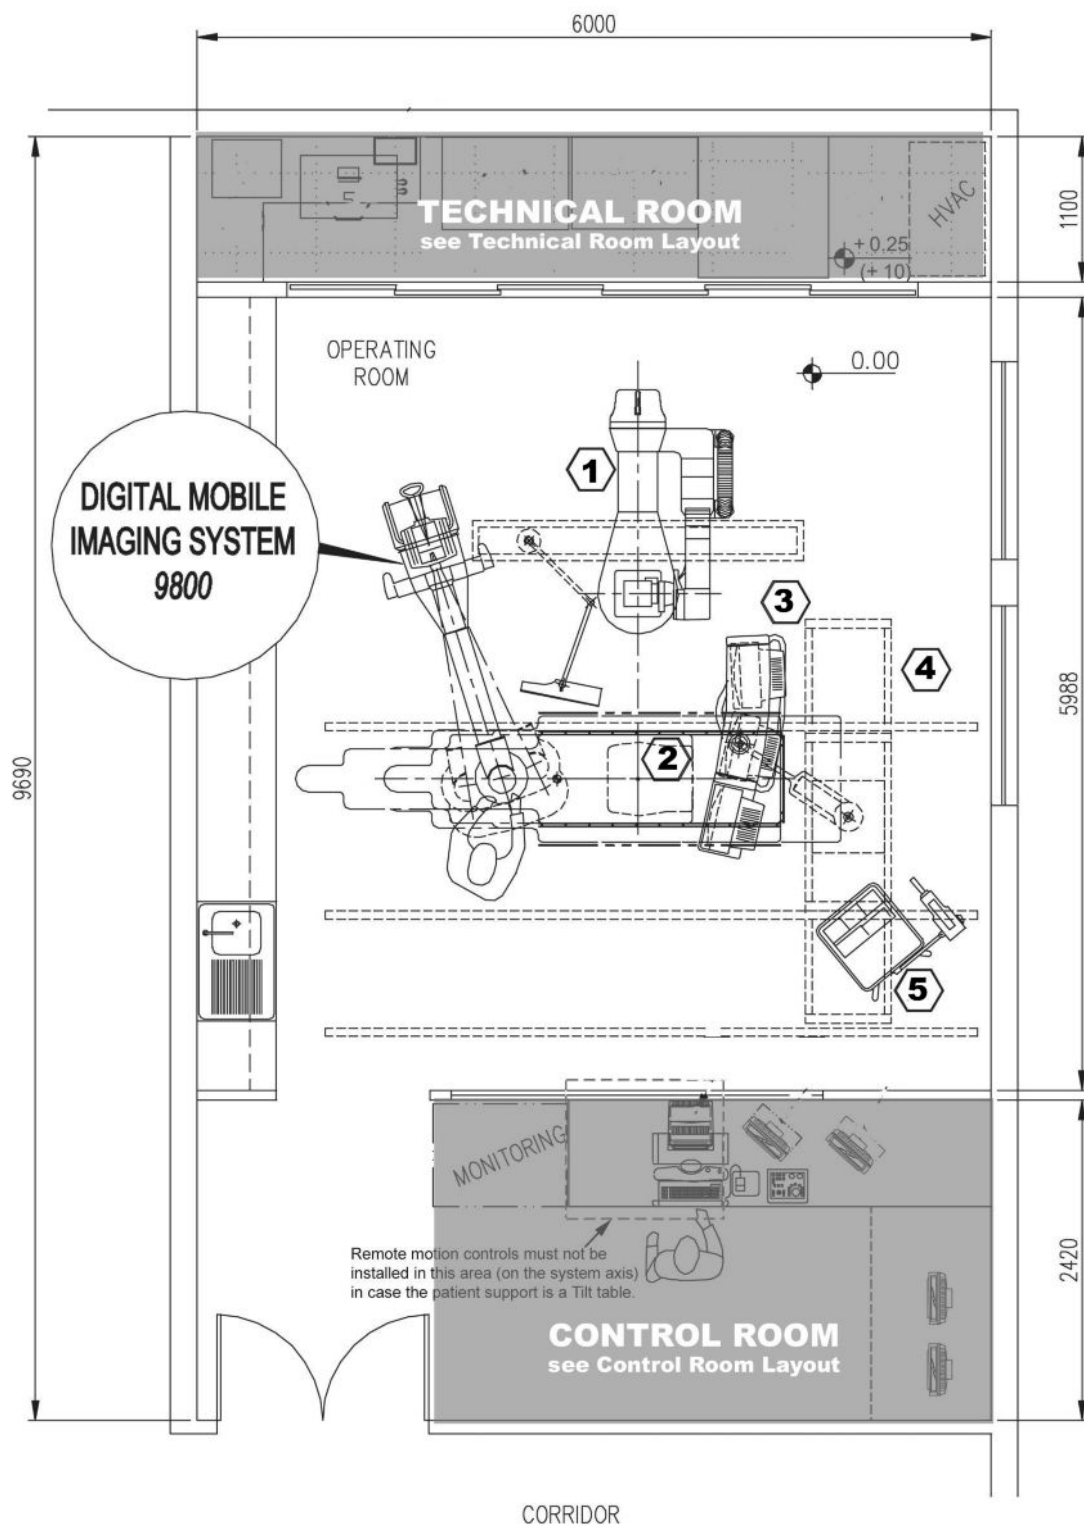 6000
TECHNICAL ROOM
see Technical Room Layout
HVAC
+ 0.25
(+ 10)
1100
OPERATING
ROOM
0.00
1
DIGITAL MOBILE
IMAGING SYSTEM
9800
3
4
5988
2
9690
5
MONITORING
Remote motion controls must not be
installed in this area (on the system axis)
in case the patient support is a Tilt table.
2420
CONTROL ROOM
see Control Room Layout
CORRIDOR